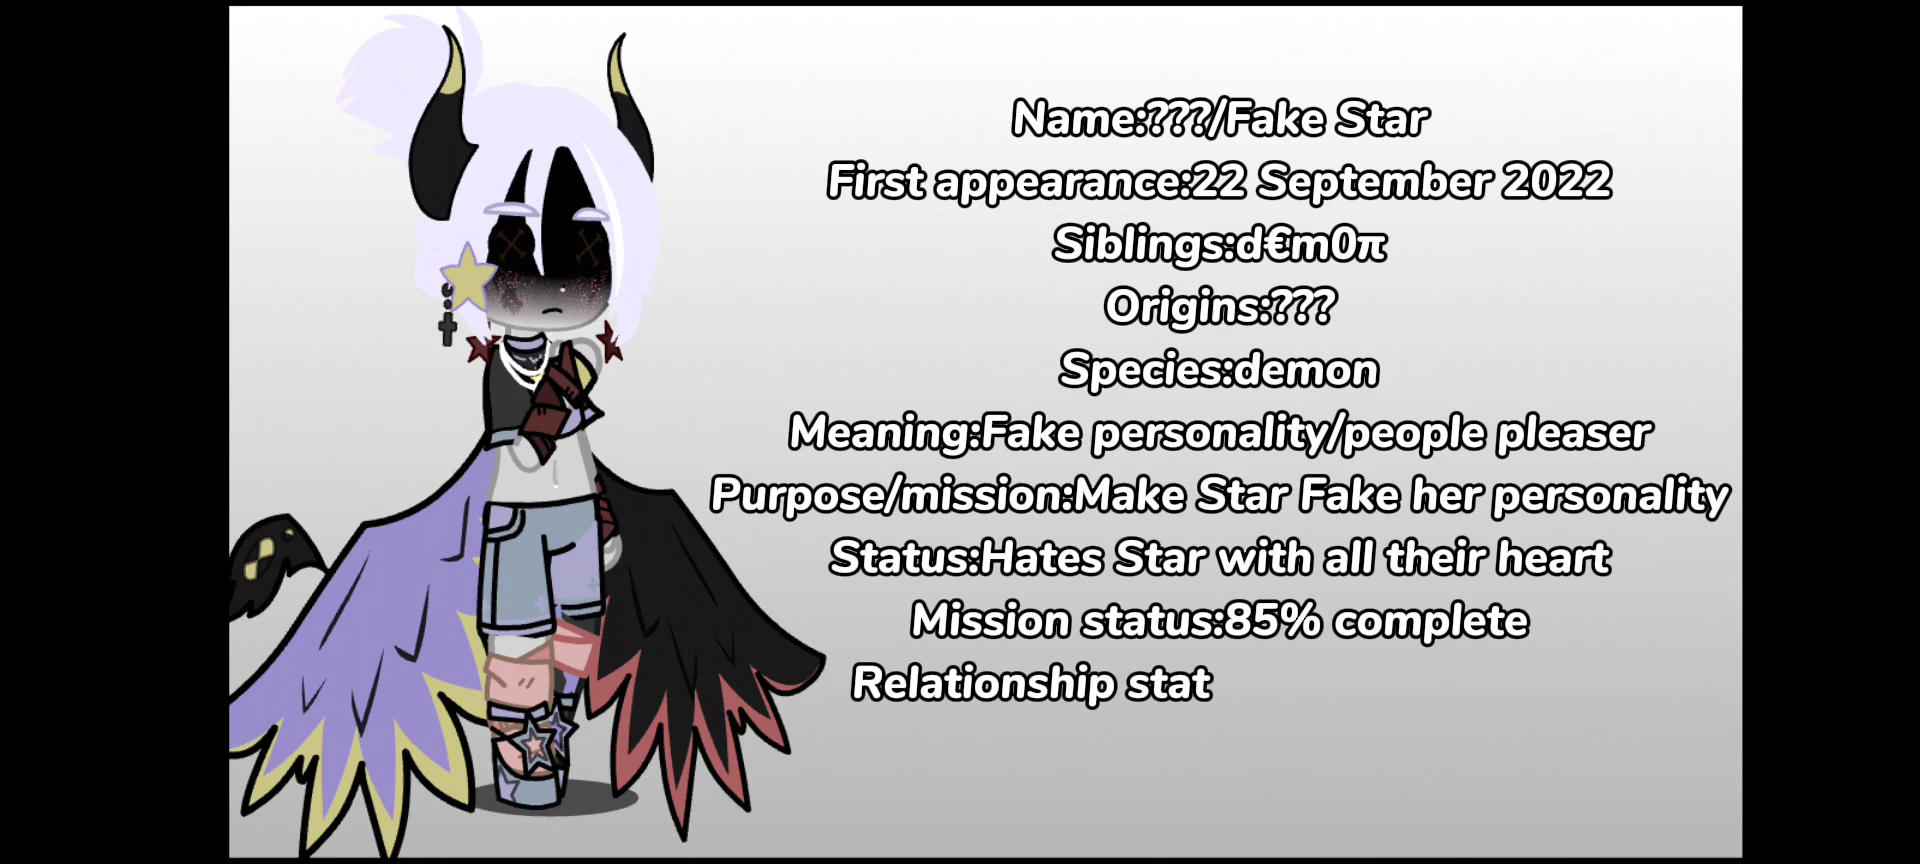 Name:???/Fake Star
First appearance:22 September 2022
Siblings:d€m0π
Origins:???
Species:demon
Meaning:Fake personality/people pleaser
Purpose/mission:Make Star Fake her personality
Status:Hates Star with all their heart
Mission status:85% complete
Relationship stat